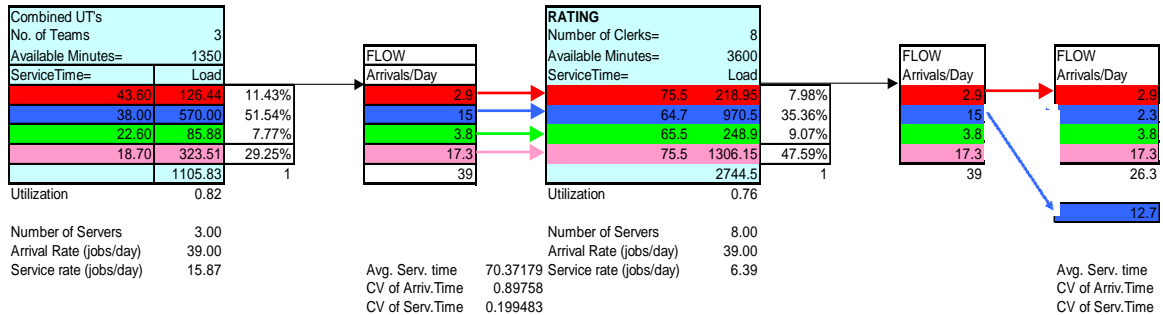 Combined UT's RATING
No. of Teams 3 Number of Clerks= 8
Available Minutes= 1350 FLOW Available Minutes= 3600 FLOW FLOW
ServiceTime= Load Arrivals/Day ServiceTime= Load Arrivals/Day Arrivals/Day
43.60 126.44 11.43% 2.9 75.5 218.95 7.98% 2.9 2.9
38.00 570.00 51.54% 15 64.7 970.5 35.36% 15 2.3
22.60 85.88 7.77% 3.8 65.5 248.9 9.07% 3.8 3.8
18.70 323.51 29.25% 17.3 75.5 1306.15 47.59% 17.3 17.3
1105.83 1 39 2744.5 1 39 26.3
Utilization 0.82 Utilization 0.76
12.7
Number of Servers 3.00 Number of Servers 8.00
Arrival Rate (jobs/day) 39.00 Arrival Rate (jobs/day) 39.00
Service rate (jobs/day) 15.87 Avg. Serv. time 70.37179 Service rate (jobs/day) 6.39 Avg. Serv. time
CV of Arriv.Time 0.89758 CV of Arriv.Time
CV of Serv.Time 0.199483 CV of Serv.Time